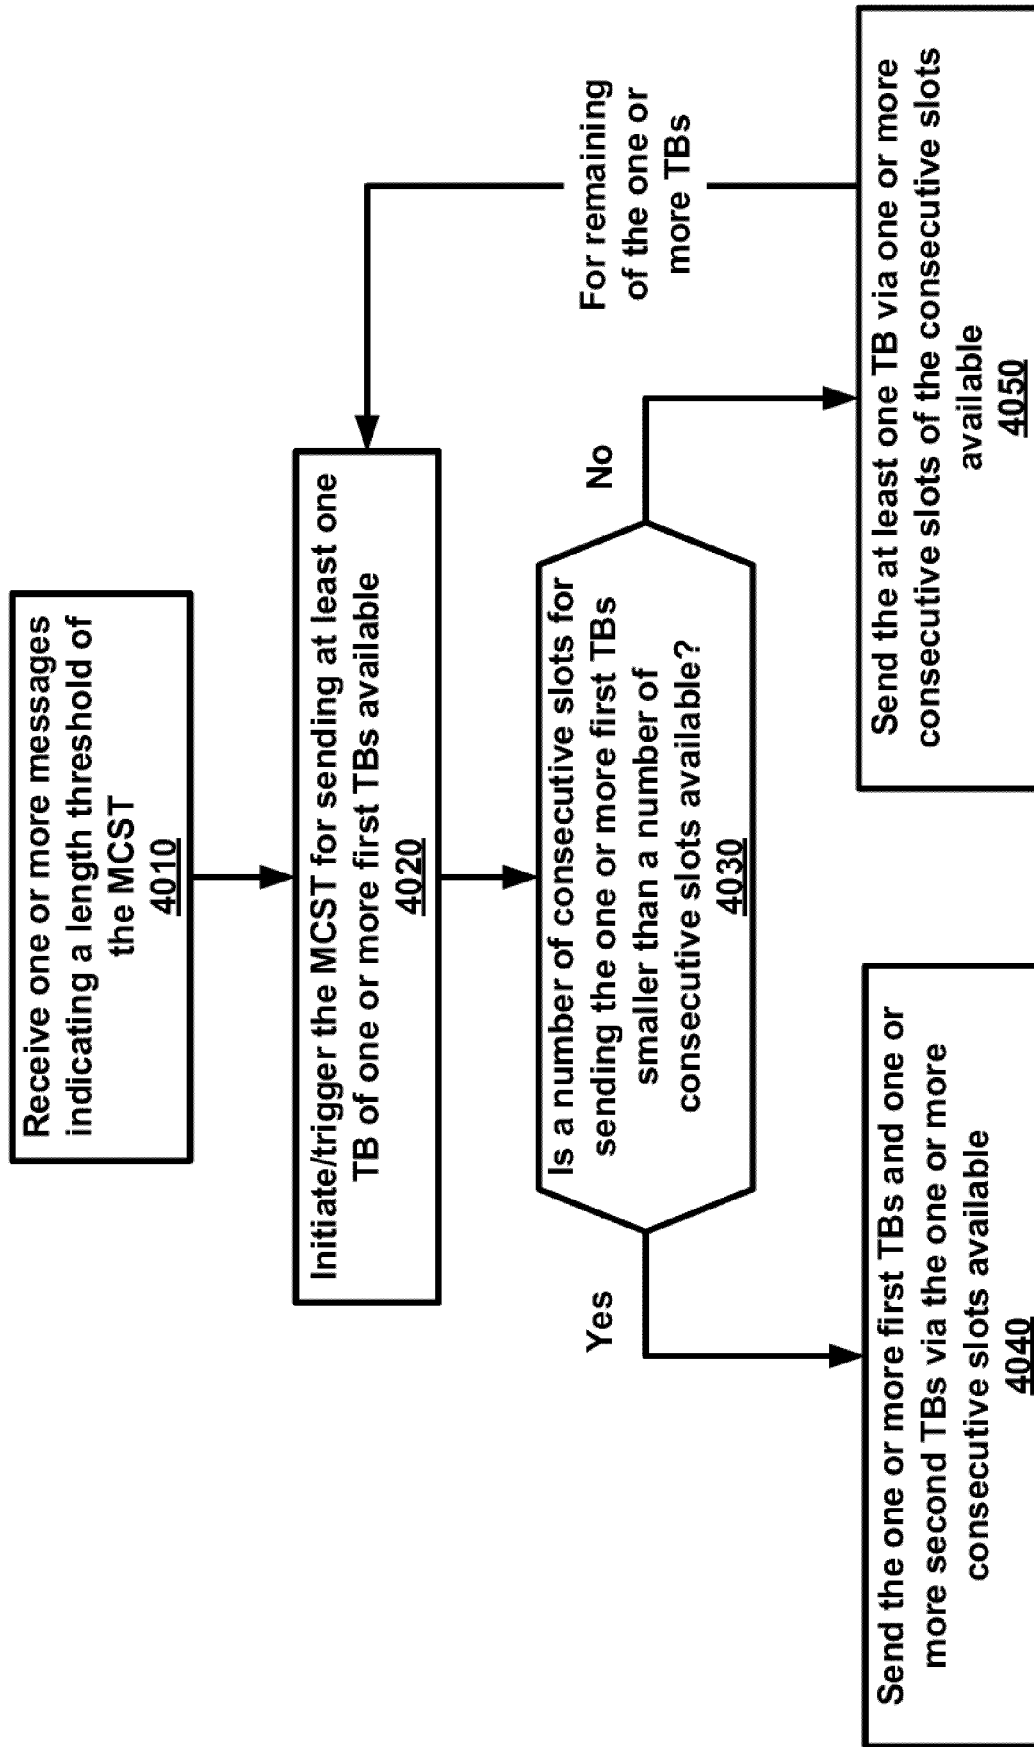 Receive one or more messages
indicating a length threshold of
the MCST
4010
Initiate/trigger the MCST for sending at least one
TB of one or more first TBs available
4020
Is a number of consecutive slots for
sending the one or more first TBs
smaller than a number of
consecutive slots available?
4030
Yes
No
Send the one or more first TBs and one or
more second TBs via the one or more
consecutive slots available
4040
Send the at least one TB via one or more
consecutive slots of the consecutive slots
available
4050
For remaining
of the one or
more TBs